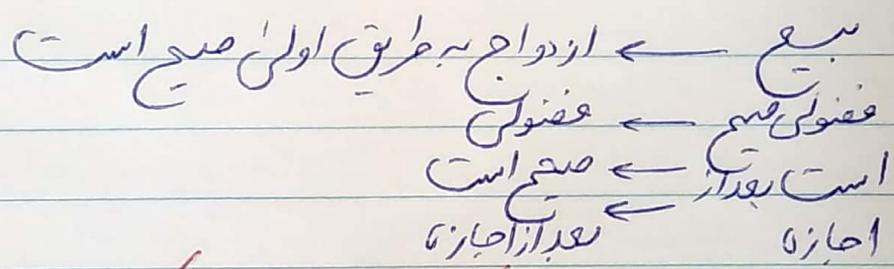 بیع ← ازدواج به طریق اولیٰ صحیح است
فضولی صحیح ← فضولی
است بعد از ← صحیح است
اجازه ← بعد از اجازه